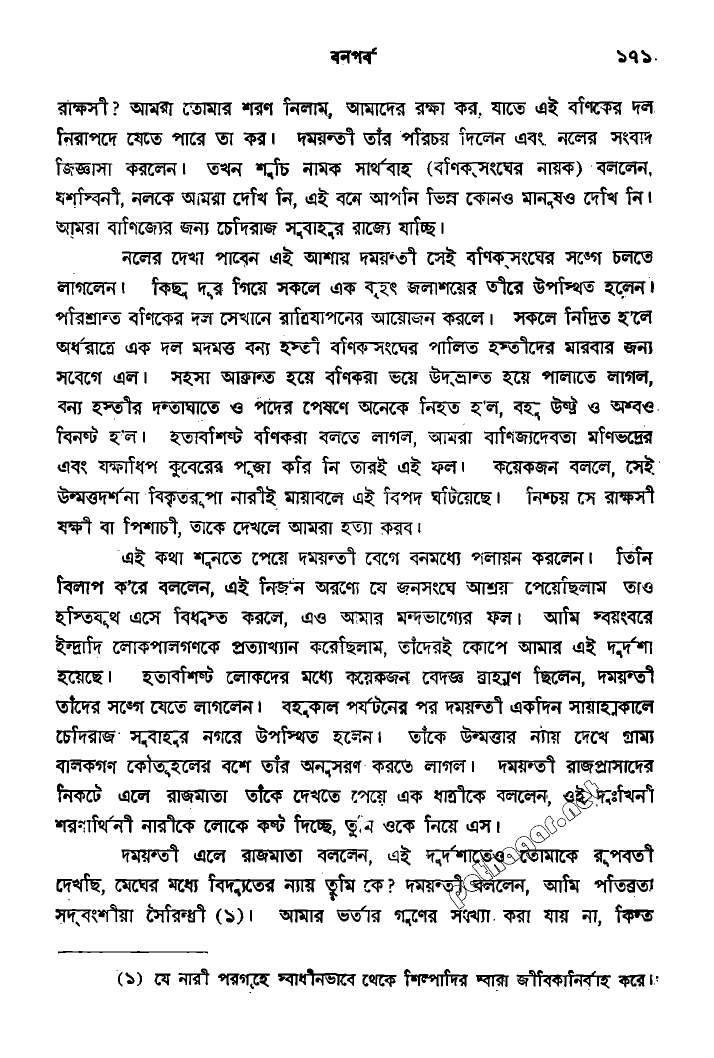 বনপর্ব ১৭১
রাক্ষসী? আমরা তোমার শরণ নিলাম, আমাদের রক্ষা কর, যাতে এই বণিকের দল
নিরাপদে যেতে পারে তা কর। দময়ন্তী তাঁর পরিচয় দিলেন এবং নলের সংবাদ
জিজ্ঞাসা করলেন। তখন শুচি নামক সার্থবাহ (বণিক্‌সংঘের নায়ক) বললেন,
যশস্বিনী, নলকে আমরা দেখি নি, এই বনে আপনি ভিন্ন কোনও মানুষও দেখি নি।
আমরা বাণিজ্যের জন্য চেদিরাজ সুবাহুর রাজ্যে যাচ্ছি।
নলের দেখা পাবেন এই আশায় দময়ন্তী সেই বণিক্‌সংঘের সঙ্গে চলতে
লাগলেন। কিছু দূর গিয়ে সকলে এক বৃহৎ জলাশয়ের তীরে উপস্থিত হলেন।
পরিশ্রান্ত বণিকের দল সেখানে রাত্রিযাপনের আয়োজন করলে। সকলে নিদ্রিত হ'লে
অর্ধরাত্রে এক দল মদমত্ত বন্য হস্তী বণিক্‌সংঘের পালিত হস্তীদের মারবার জন্য
সবেগে এল। সহসা আক্রান্ত হয়ে বণিকরা ভয়ে উদ্‌ভ্রান্ত হয়ে পালাতে লাগল,
বন্য হস্তীর দন্তাঘাতে ও পদের পেষণে অনেকে নিহত হ'ল, বহু উষ্ট্র ও অশ্বও
বিনষ্ট হ'ল। হতাবশিষ্ট বণিকরা বলতে লাগল, আমরা বাণিজ্যদেবতা মণিভদ্রের
এবং যক্ষাধিপ কুবেরের পূজা করি নি তারই এই ফল। কয়েকজন বললে, সেই
উন্মত্তদর্শনা বিকৃতরূপা নারীই মায়াবলে এই বিপদ ঘটিয়েছে। নিশ্চয় সে রাক্ষসী
যক্ষী বা পিশাচী, তাকে দেখলে আমরা হত্যা করব।
এই কথা শুনতে পেয়ে দময়ন্তী বেগে বনমধ্যে পলায়ন করলেন। তিনি
বিলাপ ক'রে বললেন, এই নির্জন অরণ্যে যে জনসংঘে আশ্রয় পেয়েছিলাম তাও
হস্তিযূথ এসে বিধ্বস্ত করলে, এও আমার মন্দভাগ্যের ফল। আমি স্বয়ংবরে
ইন্দ্রাদি লোকপালগণকে প্রত্যাখ্যান করেছিলাম, তাঁদেরই কোপে আমার এই দুর্দশা
হয়েছে। হতাবশিষ্ট লোকদের মধ্যে কয়েকজন বেদজ্ঞ ব্রাহ্মণ ছিলেন, দময়ন্তী
তাঁদের সঙ্গে যেতে লাগলেন। বহুকাল পর্যটনের পর দময়ন্তী একদিন সায়াহ্নকালে
চেদিরাজ সুবাহুর নগরে উপস্থিত হলেন। তাঁকে উন্মত্তার ন্যায় দেখে গ্রাম্য
বালকগণ কৌতূহলের বশে তাঁর অনুসরণ করতে লাগল। দময়ন্তী রাজপ্রাসাদের
নিকটে এলে রাজমাতা তাঁকে দেখতে পেয়ে এক ধাত্রীকে বললেন, ওই দুঃখিনী
শরণার্থিনী নারীকে লোকে কষ্ট দিচ্ছে, তুমি ওকে নিয়ে এস।
দময়ন্তী এলে রাজমাতা বললেন, এই দুর্দশাতেও তোমাকে রূপবতী
দেখছি, মেঘের মধ্যে বিদ্যুতের ন্যায় তুমি কে? দময়ন্তী বললেন, আমি পতিব্রতা
সদ্‌বংশীয়া সৈরিন্ধ্রী (১)। আমার ভর্তার গুণের সংখ্যা করা যায় না, কিন্তু
(১) যে নারী পরগৃহে স্বাধীনভাবে থেকে শিল্পাদির দ্বারা জীবিকানির্বাহ করে।
pathagar.net